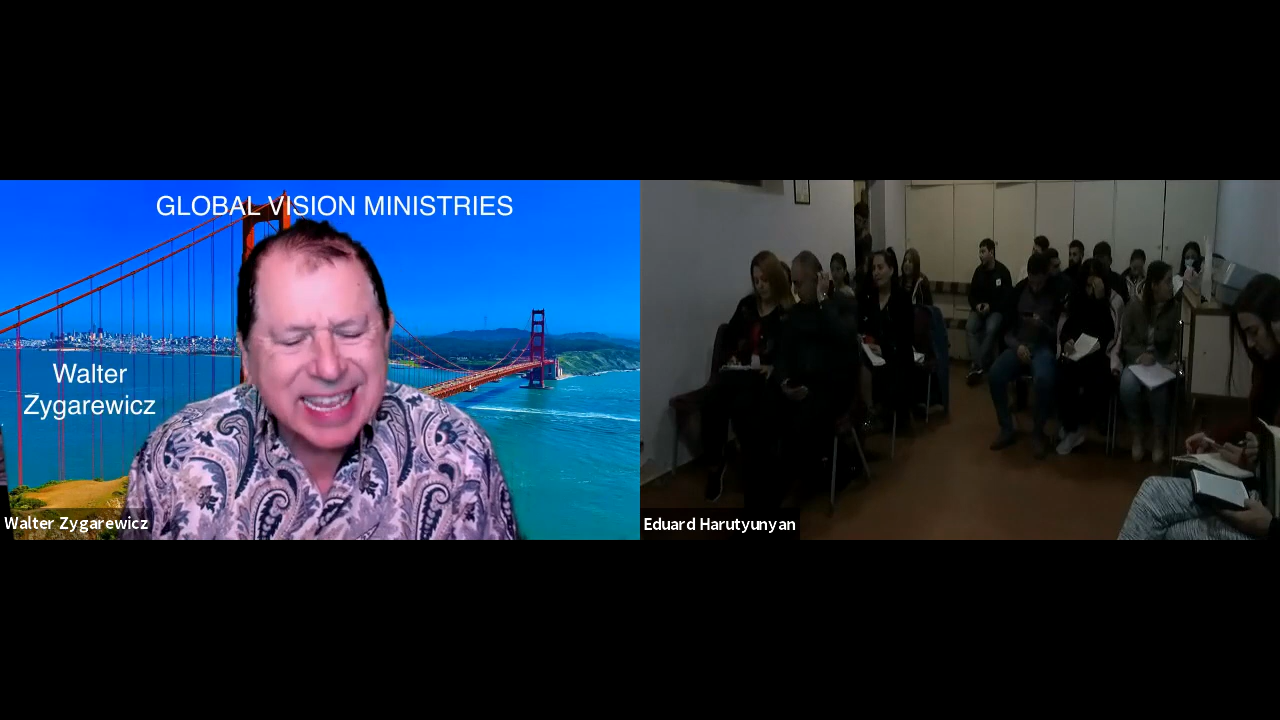 GLOBAL VISION MINISTRIES
Walter
Zygarewicz
Walter Zygarewicz
Eduard Harutyunyan